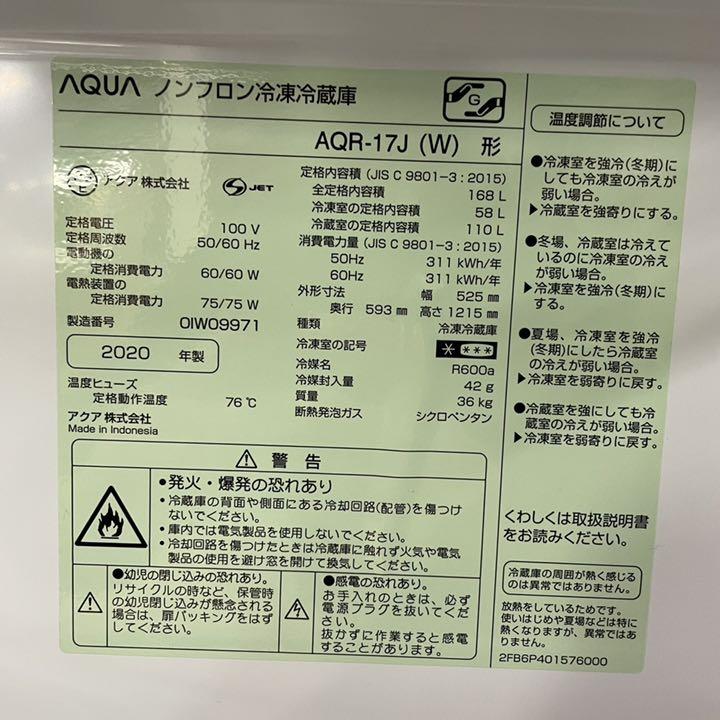 AQUA ノンフロン冷凍冷蔵庫
G
AQR-17J (W) 形
アクア 株式会社
JET
定格電圧 100 V
定格周波数 50/60 Hz
電動機の
定格消費電力 60/60 W
電熱装置の
定格消費電力 75/75 W
製造番号 OIW09971
2020 年製
温度ヒューズ
定格動作温度 76℃
アクア 株式会社
Made in Indonesia
定格内容積 (JIS C 9801-3 : 2015)
全定格内容積 168 L
冷凍室の定格内容積 58 L
冷蔵室の定格内容積 110 L
消費電力量 (JIS C 9801-3 : 2015)
50Hz 311 kWh/年
60Hz 311 kWh/年
外形寸法 幅 525 ㎜
奥行 593 ㎜ 高さ 1215 ㎜
種類 冷凍冷蔵庫
冷凍室の記号 * ***
冷媒名 R600a
冷媒封入量 42 g
質量 36 kg
断熱発泡ガス シクロペンタン
⚠ 警告
•発火・爆発の恐れあり
•冷蔵庫の背面や側面にある冷却回路(配管)を傷つけ
ないでください。
•庫内では電気製品を使用しないでください。
•冷却回路を傷つけたときは冷蔵庫に触れず火気や電気
製品の使用を避け窓を開けて換気してください。
●幼児の閉じ込みの恐れあり。
リサイクルの時など、保管時
の幼児閉じ込みが懸念される
場合は、扉パッキングをはず
してください。
●感電の恐れあり。
お手入れのときは、必ず
電源プラグを抜いてくだ
さい。
抜かずに作業すると感電
することがあります。
温度調節について
●冷凍室を強冷(冬期)に
しても冷凍室の冷えが
弱い場合。
▶冷蔵室を強寄りにする。
●冬場、冷蔵室は冷えて
いるのに冷凍室の冷え
が弱い場合。
▶冷凍室を強冷(冬期)に
する。
●夏場、冷凍室を強冷
(冬期)にしたら冷蔵室
の冷えが弱い場合。
▶冷凍室を弱寄りに戻す。
●冷蔵室を強にしても冷
蔵室の冷えが弱い場合。
▶冷凍室を弱寄りに戻す。
くわしくは取扱説明書
をお読みください。
冷蔵庫の周囲が熱く感じる
のは異常ではありません。
放熱をしているためです。
使いはじめや夏場などは特に
熱くなりますが、異常ではあ
りません。
2FB6P401576000